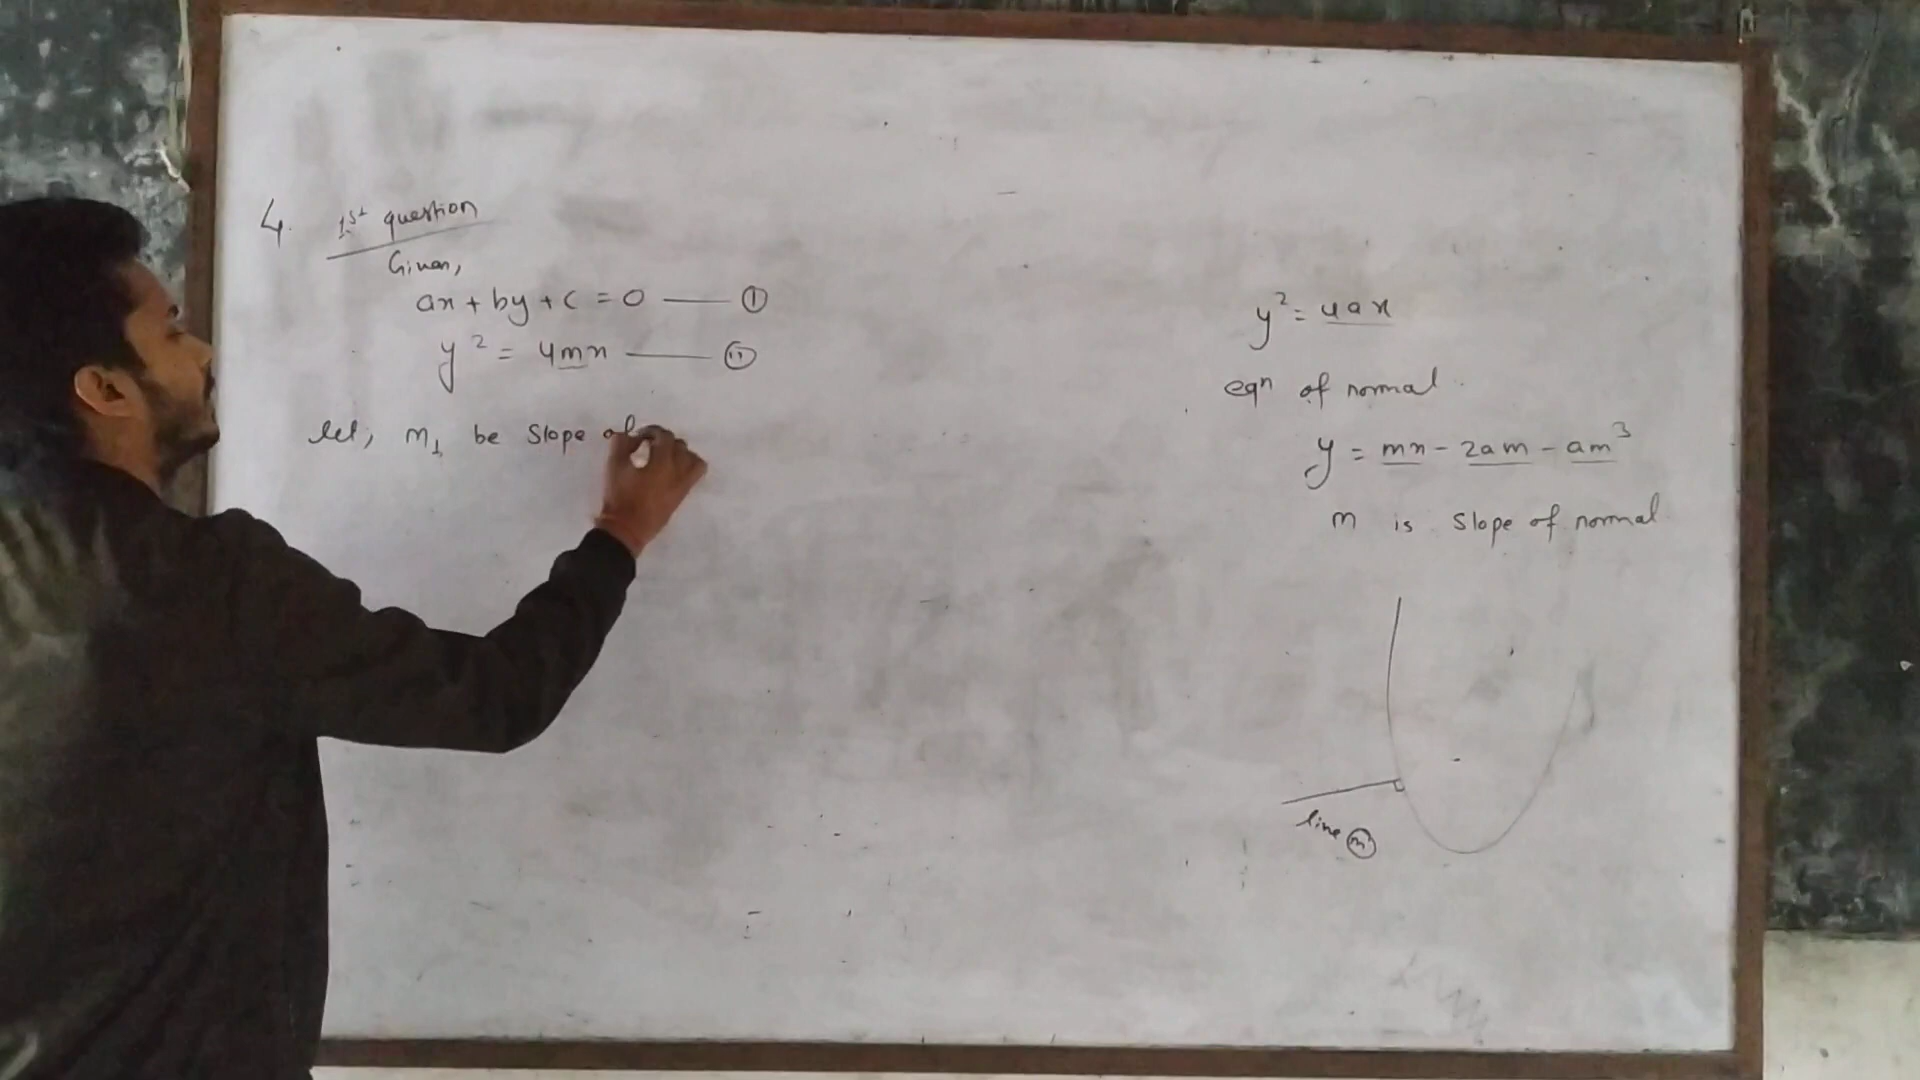 4. 1st question
Given,
ax + by + c = 0 —— ①
y² = 4mx —— ②
let, m₁ be slope of
y² = 4ax
eqn of normal
y = mx - 2am - am³
m is slope of normal
line